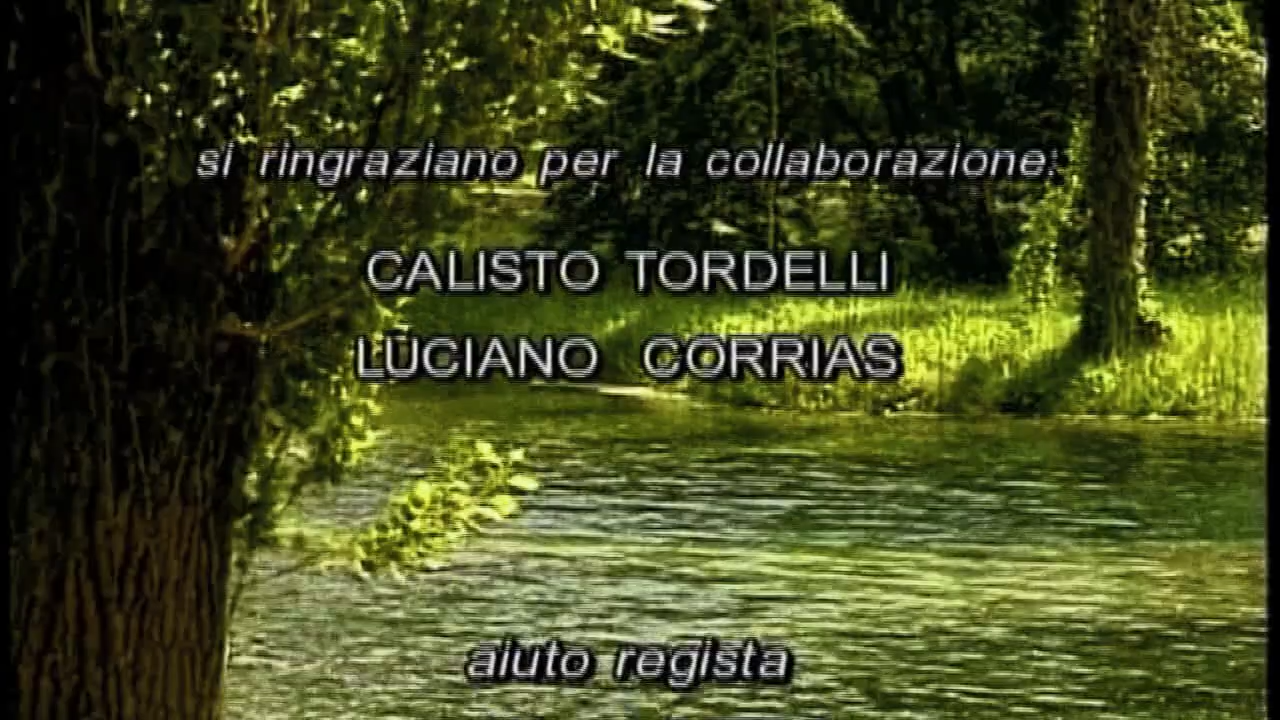 si ringraziano per la collaborazione:
CALISTO TORDELLI
LUCIANO CORRIAS
aiuto regista